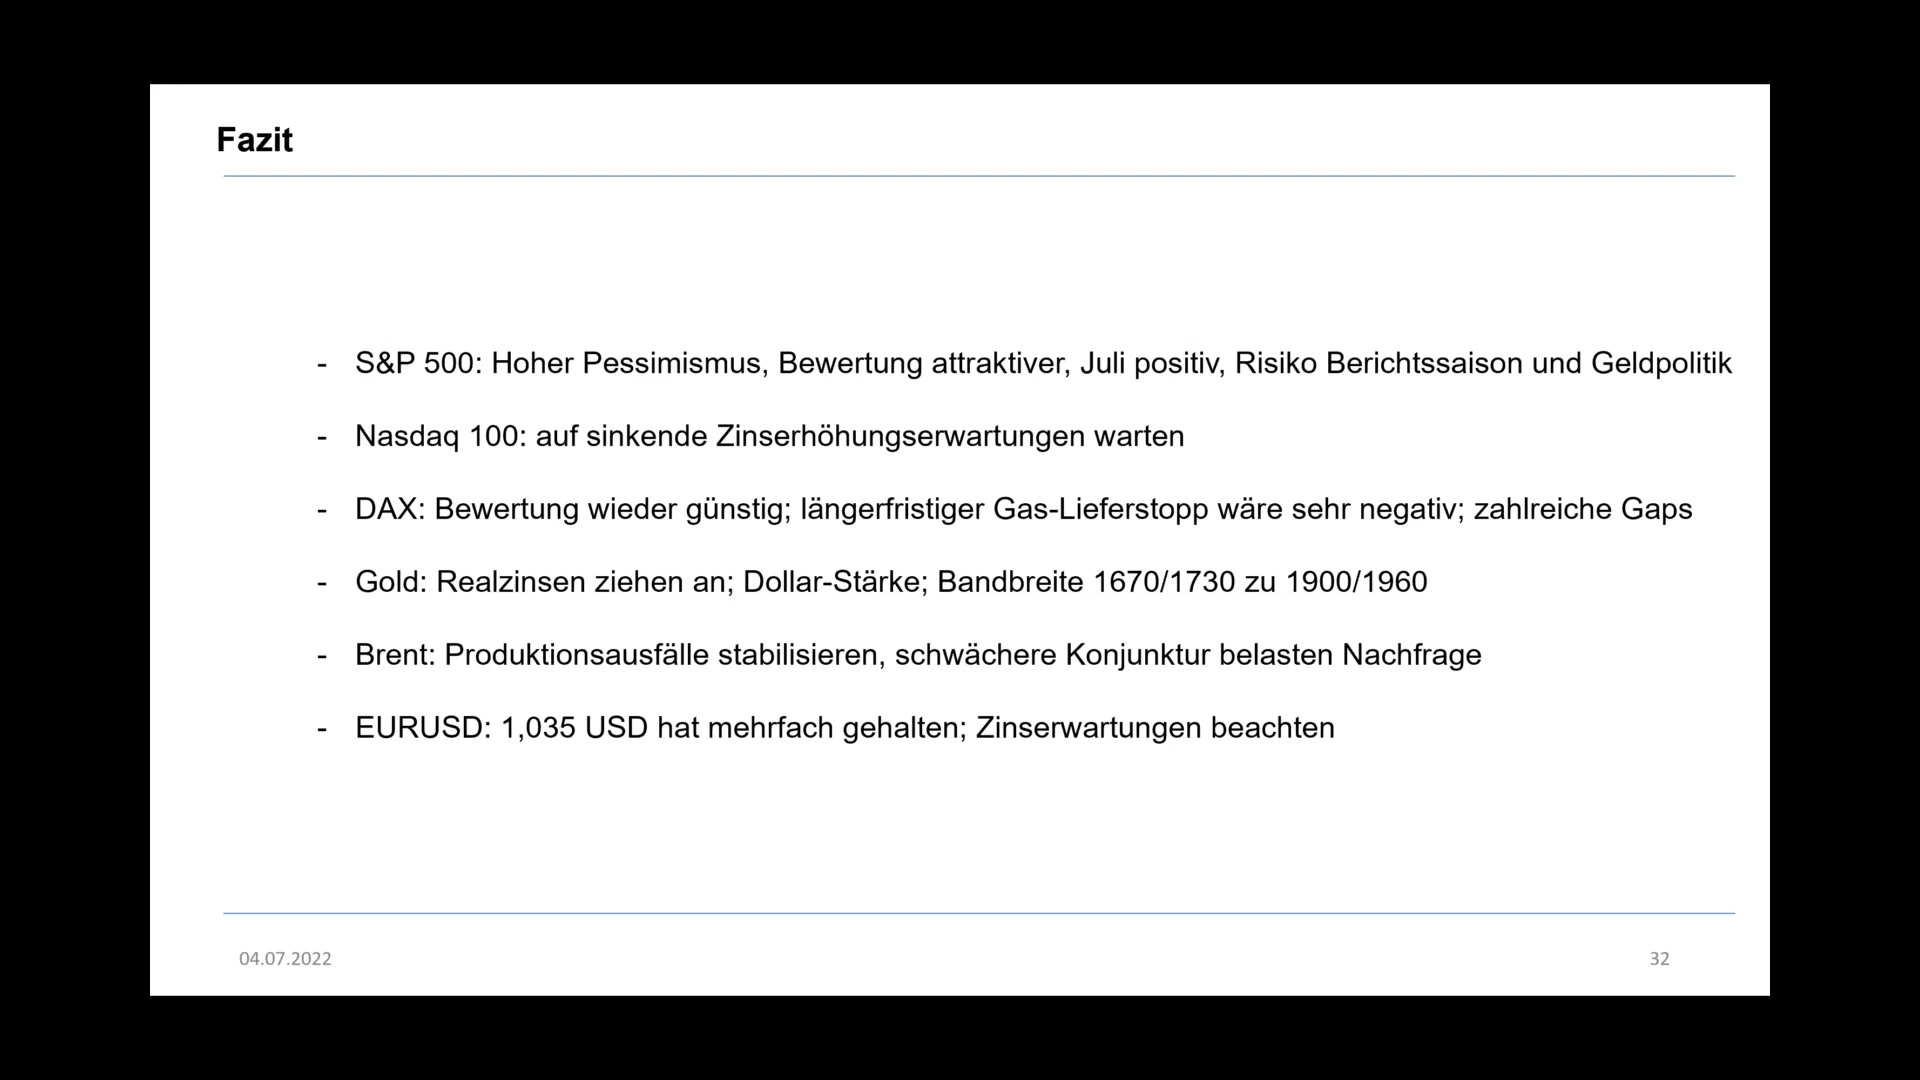 Fazit
- S&P 500: Hoher Pessimismus, Bewertung attraktiver, Juli positiv, Risiko Berichtssaison und Geldpolitik
- Nasdaq 100: auf sinkende Zinserhöhungserwartungen warten
- DAX: Bewertung wieder günstig; längerfristiger Gas-Lieferstopp wäre sehr negativ; zahlreiche Gaps
- Gold: Realzinsen ziehen an; Dollar-Stärke; Bandbreite 1670/1730 zu 1900/1960
- Brent: Produktionsausfälle stabilisieren, schwächere Konjunktur belasten Nachfrage
- EURUSD: 1,035 USD hat mehrfach gehalten; Zinserwartungen beachten
04.07.2022
32